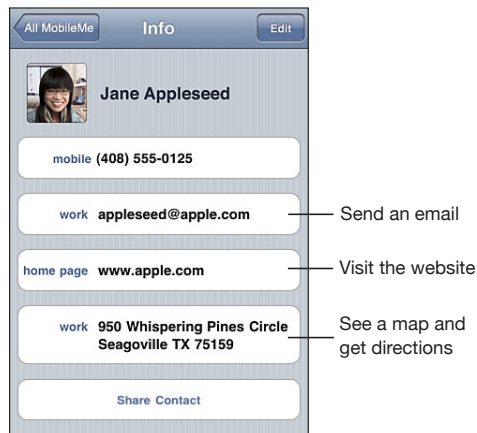 All MobileMe
Info
Edit
Jane Appleseed
mobile (408) 555-0125
work appleseed@apple.com
Send an email
home page www.apple.com
Visit the website
work 950 Whispering Pines Circle
Seagoville TX 75159
See a map and
get directions
Share Contact